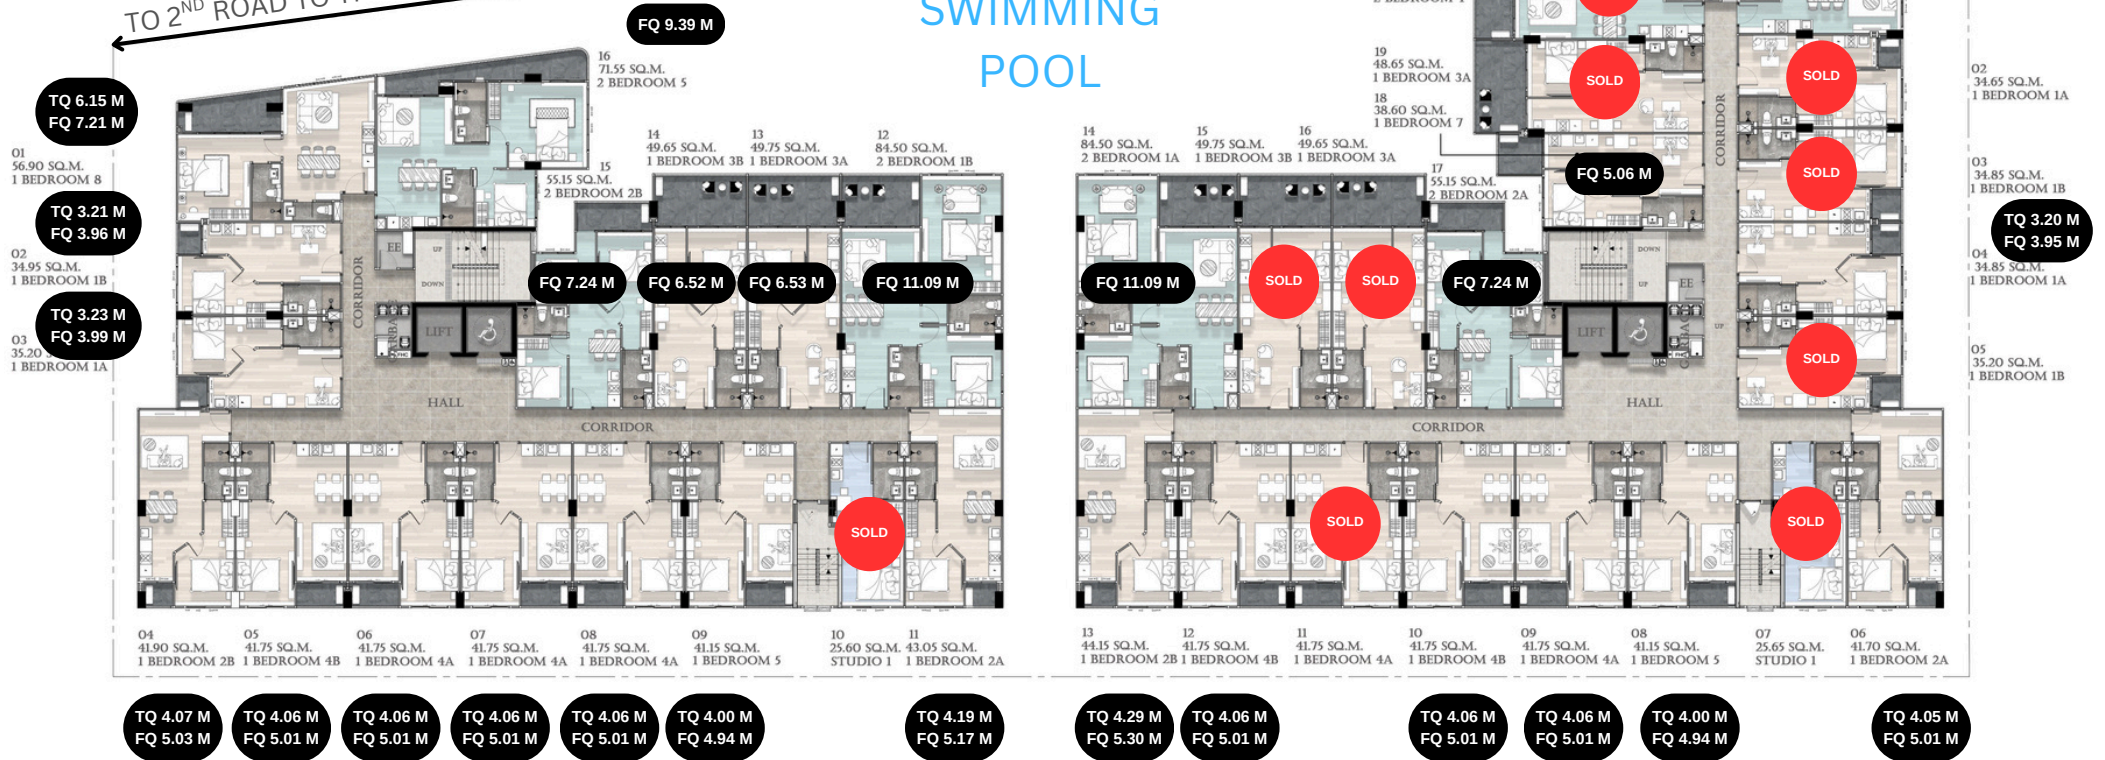 TO 2ND ROAD TO
FQ 9.39 M
SWIMMING
POOL
16
71.55 SQ.M.
2 BEDROOM 5
TQ 6.15 M
FQ 7.21 M
01
56.90 SQ.M.
1 BEDROOM 8
TQ 3.21 M
FQ 3.96 M
02
34.95 SQ.M.
1 BEDROOM 1B
TQ 3.23 M
FQ 3.99 M
03
35.20
1 BEDROOM 1A
14
49.65 SQ.M.
1 BEDROOM 3B
13
49.75 SQ.M.
1 BEDROOM 3A
12
84.50 SQ.M.
2 BEDROOM 1B
15
55.15 SQ.M.
2 BEDROOM 2B
CORRIDOR
EE
UP
DOWN
LIFT
HALL
CORRIDOR
FQ 7.24 M
FQ 6.52 M
FQ 6.53 M
FQ 11.09 M
SOLD
04
41.90 SQ.M.
1 BEDROOM 2B
05
41.75 SQ.M.
1 BEDROOM 4B
06
41.75 SQ.M.
1 BEDROOM 4A
07
41.75 SQ.M.
1 BEDROOM 4A
08
41.75 SQ.M.
1 BEDROOM 4A
09
41.15 SQ.M.
1 BEDROOM 5
10
25.60 SQ.M.
STUDIO 1
11
43.05 SQ.M.
1 BEDROOM 2A
TQ 4.07 M
FQ 5.03 M
TQ 4.06 M
FQ 5.01 M
TQ 4.06 M
FQ 5.01 M
TQ 4.06 M
FQ 5.01 M
TQ 4.06 M
FQ 5.01 M
TQ 4.00 M
FQ 4.94 M
TQ 4.19 M
FQ 5.17 M
19
48.65 SQ.M.
1 BEDROOM 3A
18
38.60 SQ.M.
1 BEDROOM 7
14
84.50 SQ.M.
2 BEDROOM 1A
15
49.75 SQ.M.
1 BEDROOM 3B
16
49.65 SQ.M.
1 BEDROOM 3A
17
55.15 SQ.M.
2 BEDROOM 2A
SOLD
SOLD
FQ 5.06 M
SOLD
CORRIDOR
FQ 11.09 M
SOLD
SOLD
FQ 7.24 M
DOWN
UP
EE
LIFT
UP
SOLD
HALL
CORRIDOR
SOLD
SOLD
02
34.65 SQ.M.
1 BEDROOM 1A
03
34.85 SQ.M.
1 BEDROOM 1B
TQ 3.20 M
FQ 3.95 M
04
34.85 SQ.M.
1 BEDROOM 1A
05
35.20 SQ.M.
1 BEDROOM 1B
13
44.15 SQ.M.
1 BEDROOM 2B
12
41.75 SQ.M.
1 BEDROOM 4B
11
41.75 SQ.M.
1 BEDROOM 4A
10
41.75 SQ.M.
1 BEDROOM 4B
09
41.75 SQ.M.
1 BEDROOM 4A
08
41.15 SQ.M.
1 BEDROOM 5
07
25.65 SQ.M.
STUDIO 1
06
41.70 SQ.M.
1 BEDROOM 2A
TQ 4.29 M
FQ 5.30 M
TQ 4.06 M
FQ 5.01 M
TQ 4.06 M
FQ 5.01 M
TQ 4.06 M
FQ 5.01 M
TQ 4.00 M
FQ 4.94 M
TQ 4.05 M
FQ 5.01 M